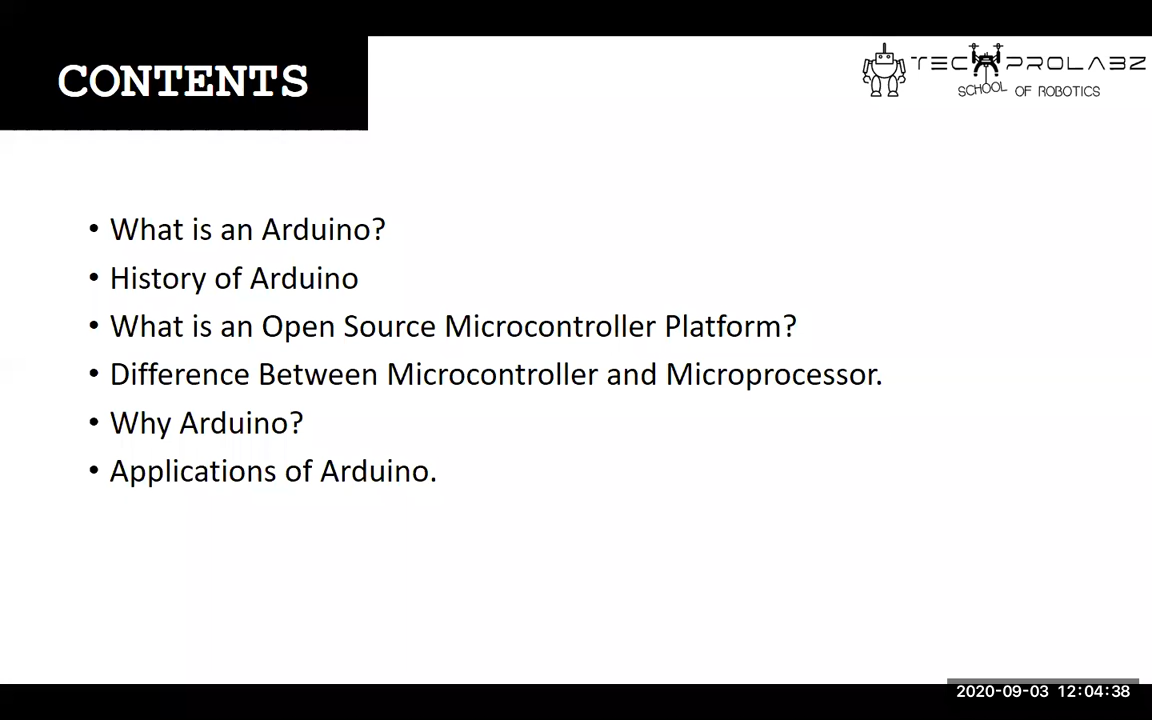 CONTENTS
TECHPROLABZ
SCHOOL OF ROBOTICS
• What is an Arduino?
• History of Arduino
• What is an Open Source Microcontroller Platform?
• Difference Between Microcontroller and Microprocessor.
• Why Arduino?
• Applications of Arduino.
2020-09-03 12:04:38